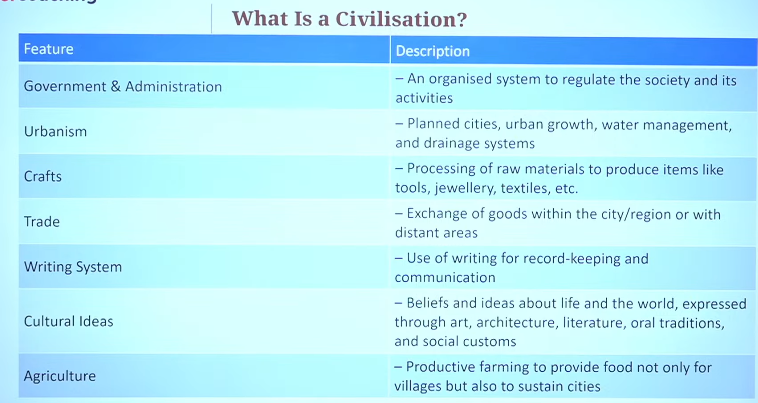 What Is a Civilisation?
Feature
Description
Government & Administration
– An organised system to regulate the society and its
activities
Urbanism
– Planned cities, urban growth, water management,
and drainage systems
Crafts
– Processing of raw materials to produce items like
tools, jewellery, textiles, etc.
Trade
– Exchange of goods within the city/region or with
distant areas
Writing System
– Use of writing for record-keeping and
communication
Cultural Ideas
– Beliefs and ideas about life and the world, expressed
through art, architecture, literature, oral traditions,
and social customs
Agriculture
– Productive farming to provide food not only for
villages but also to sustain cities